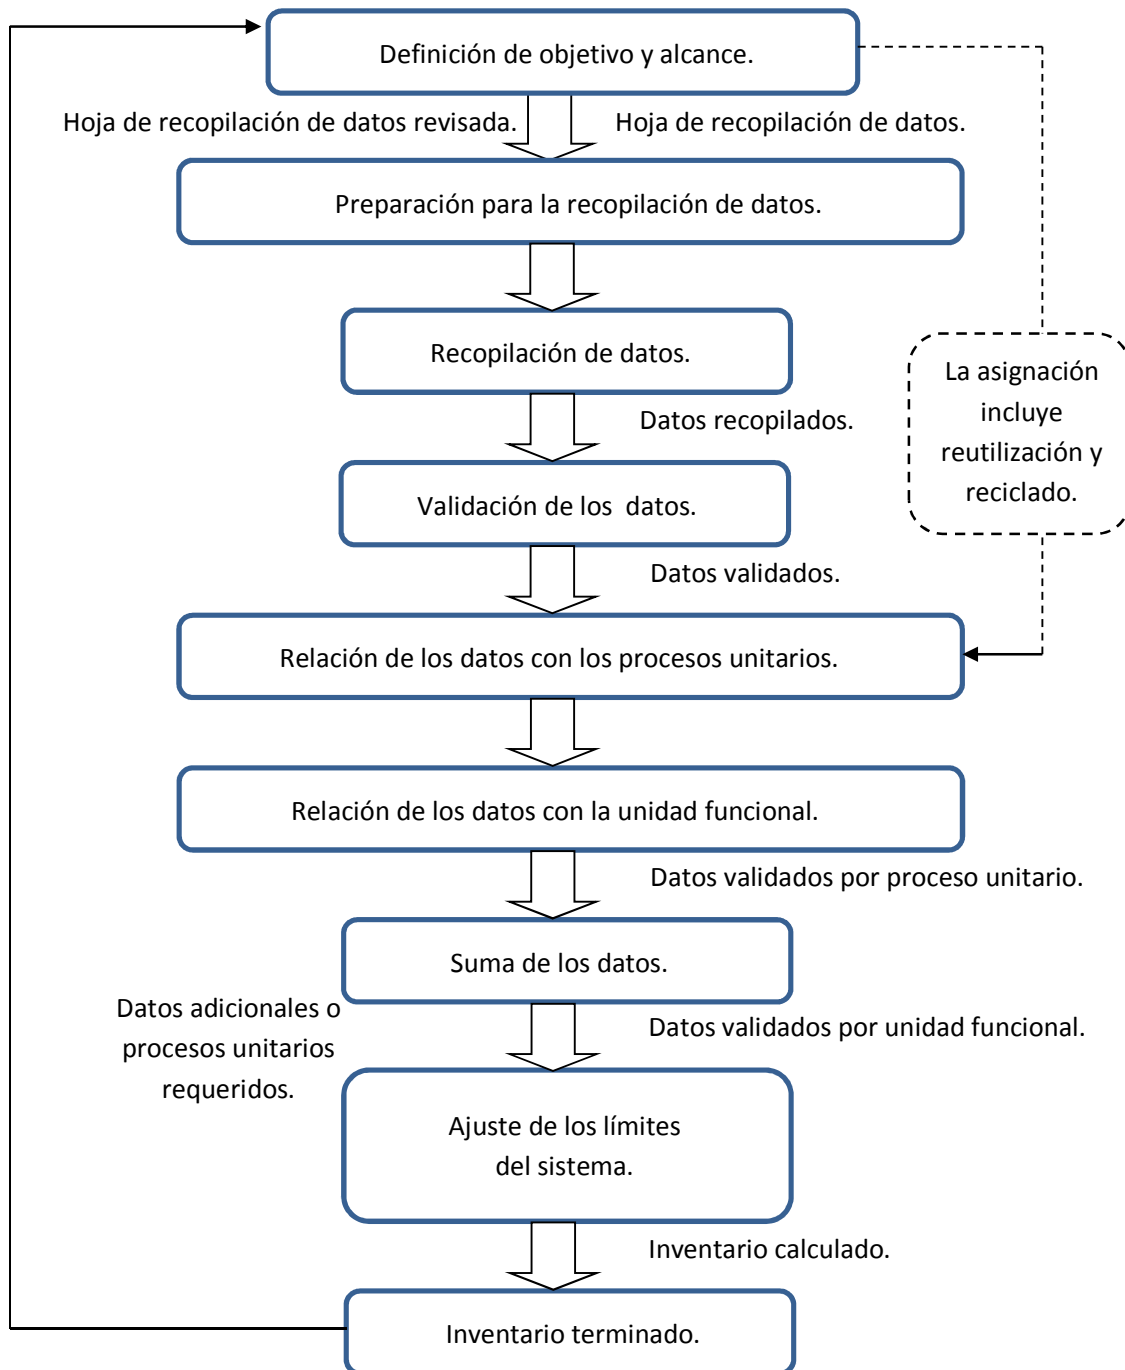 Definición de objetivo y alcance.
Hoja de recopilación de datos revisada.
Hoja de recopilación de datos.
Preparación para la recopilación de datos.
Recopilación de datos.
La asignación
incluye
reutilización y
reciclado.
Datos recopilados.
Validación de los  datos.
Datos validados.
Relación de los datos con los procesos unitarios.
Relación de los datos con la unidad funcional.
Datos validados por proceso unitario.
Suma de los datos.
Datos adicionales o
procesos unitarios
requeridos.
Datos validados por unidad funcional.
Ajuste de los límites
del sistema.
Inventario calculado.
Inventario terminado.